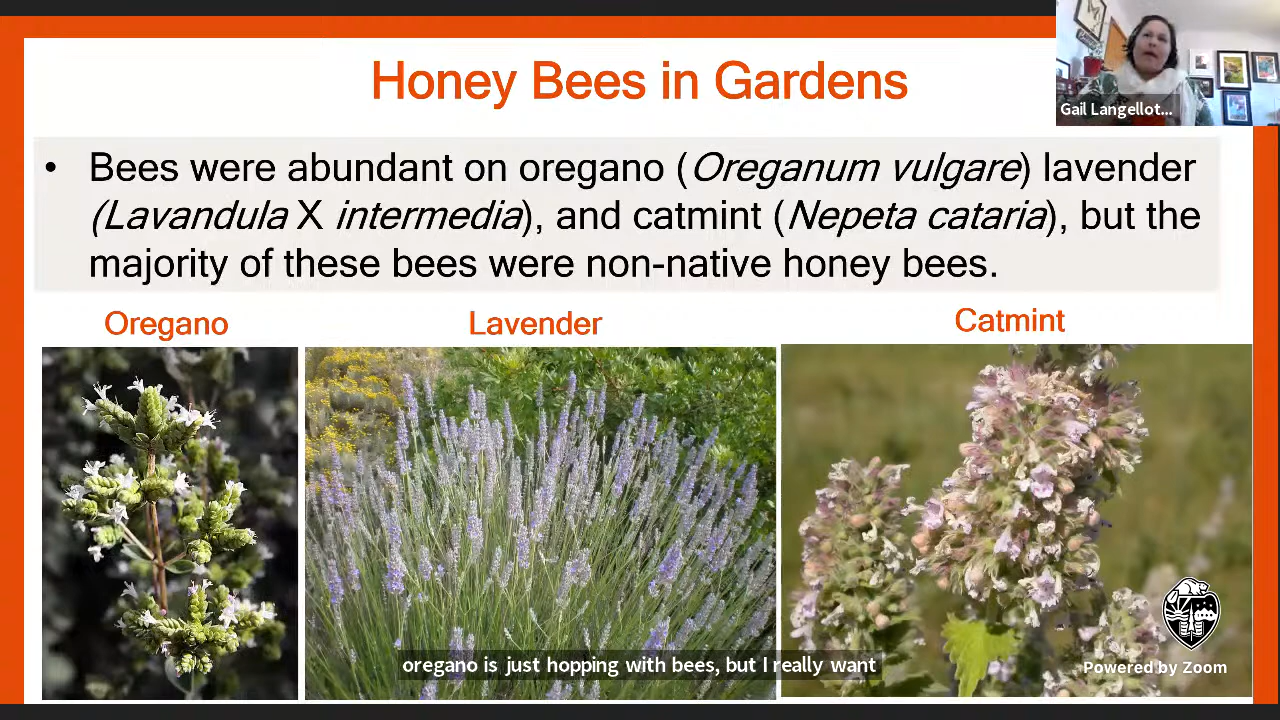 Honey Bees in Gardens
Gail Langellot...
• Bees were abundant on oregano (Oreganum vulgare) lavender
(Lavandula X intermedia), and catmint (Nepeta cataria), but the
majority of these bees were non-native honey bees.
Oregano
Lavender
Catmint
oregano is just hopping with bees, but I really want
Powered by Zoom